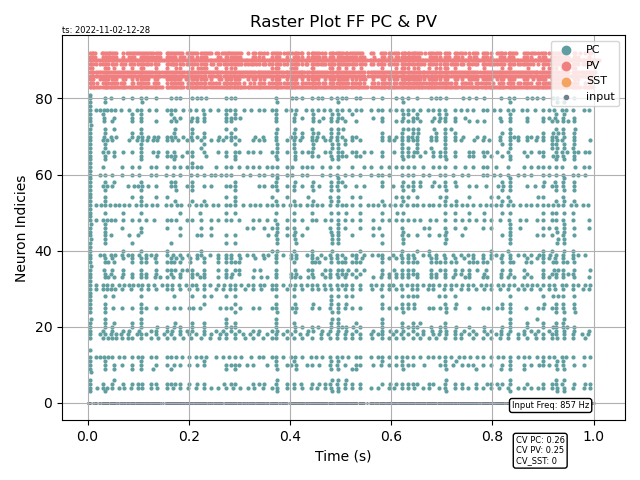 ts: 2022-11-02-12-28
Raster Plot FF PC & PV
PC
PV
SST
input
Neuron Indicies
80
60
40
20
0
0.0 0.2 0.4 0.6 0.8 1.0
Time (s)
Input Freq: 857 Hz
CV PC: 0.26
CV PV: 0.25
CV_SST: 0